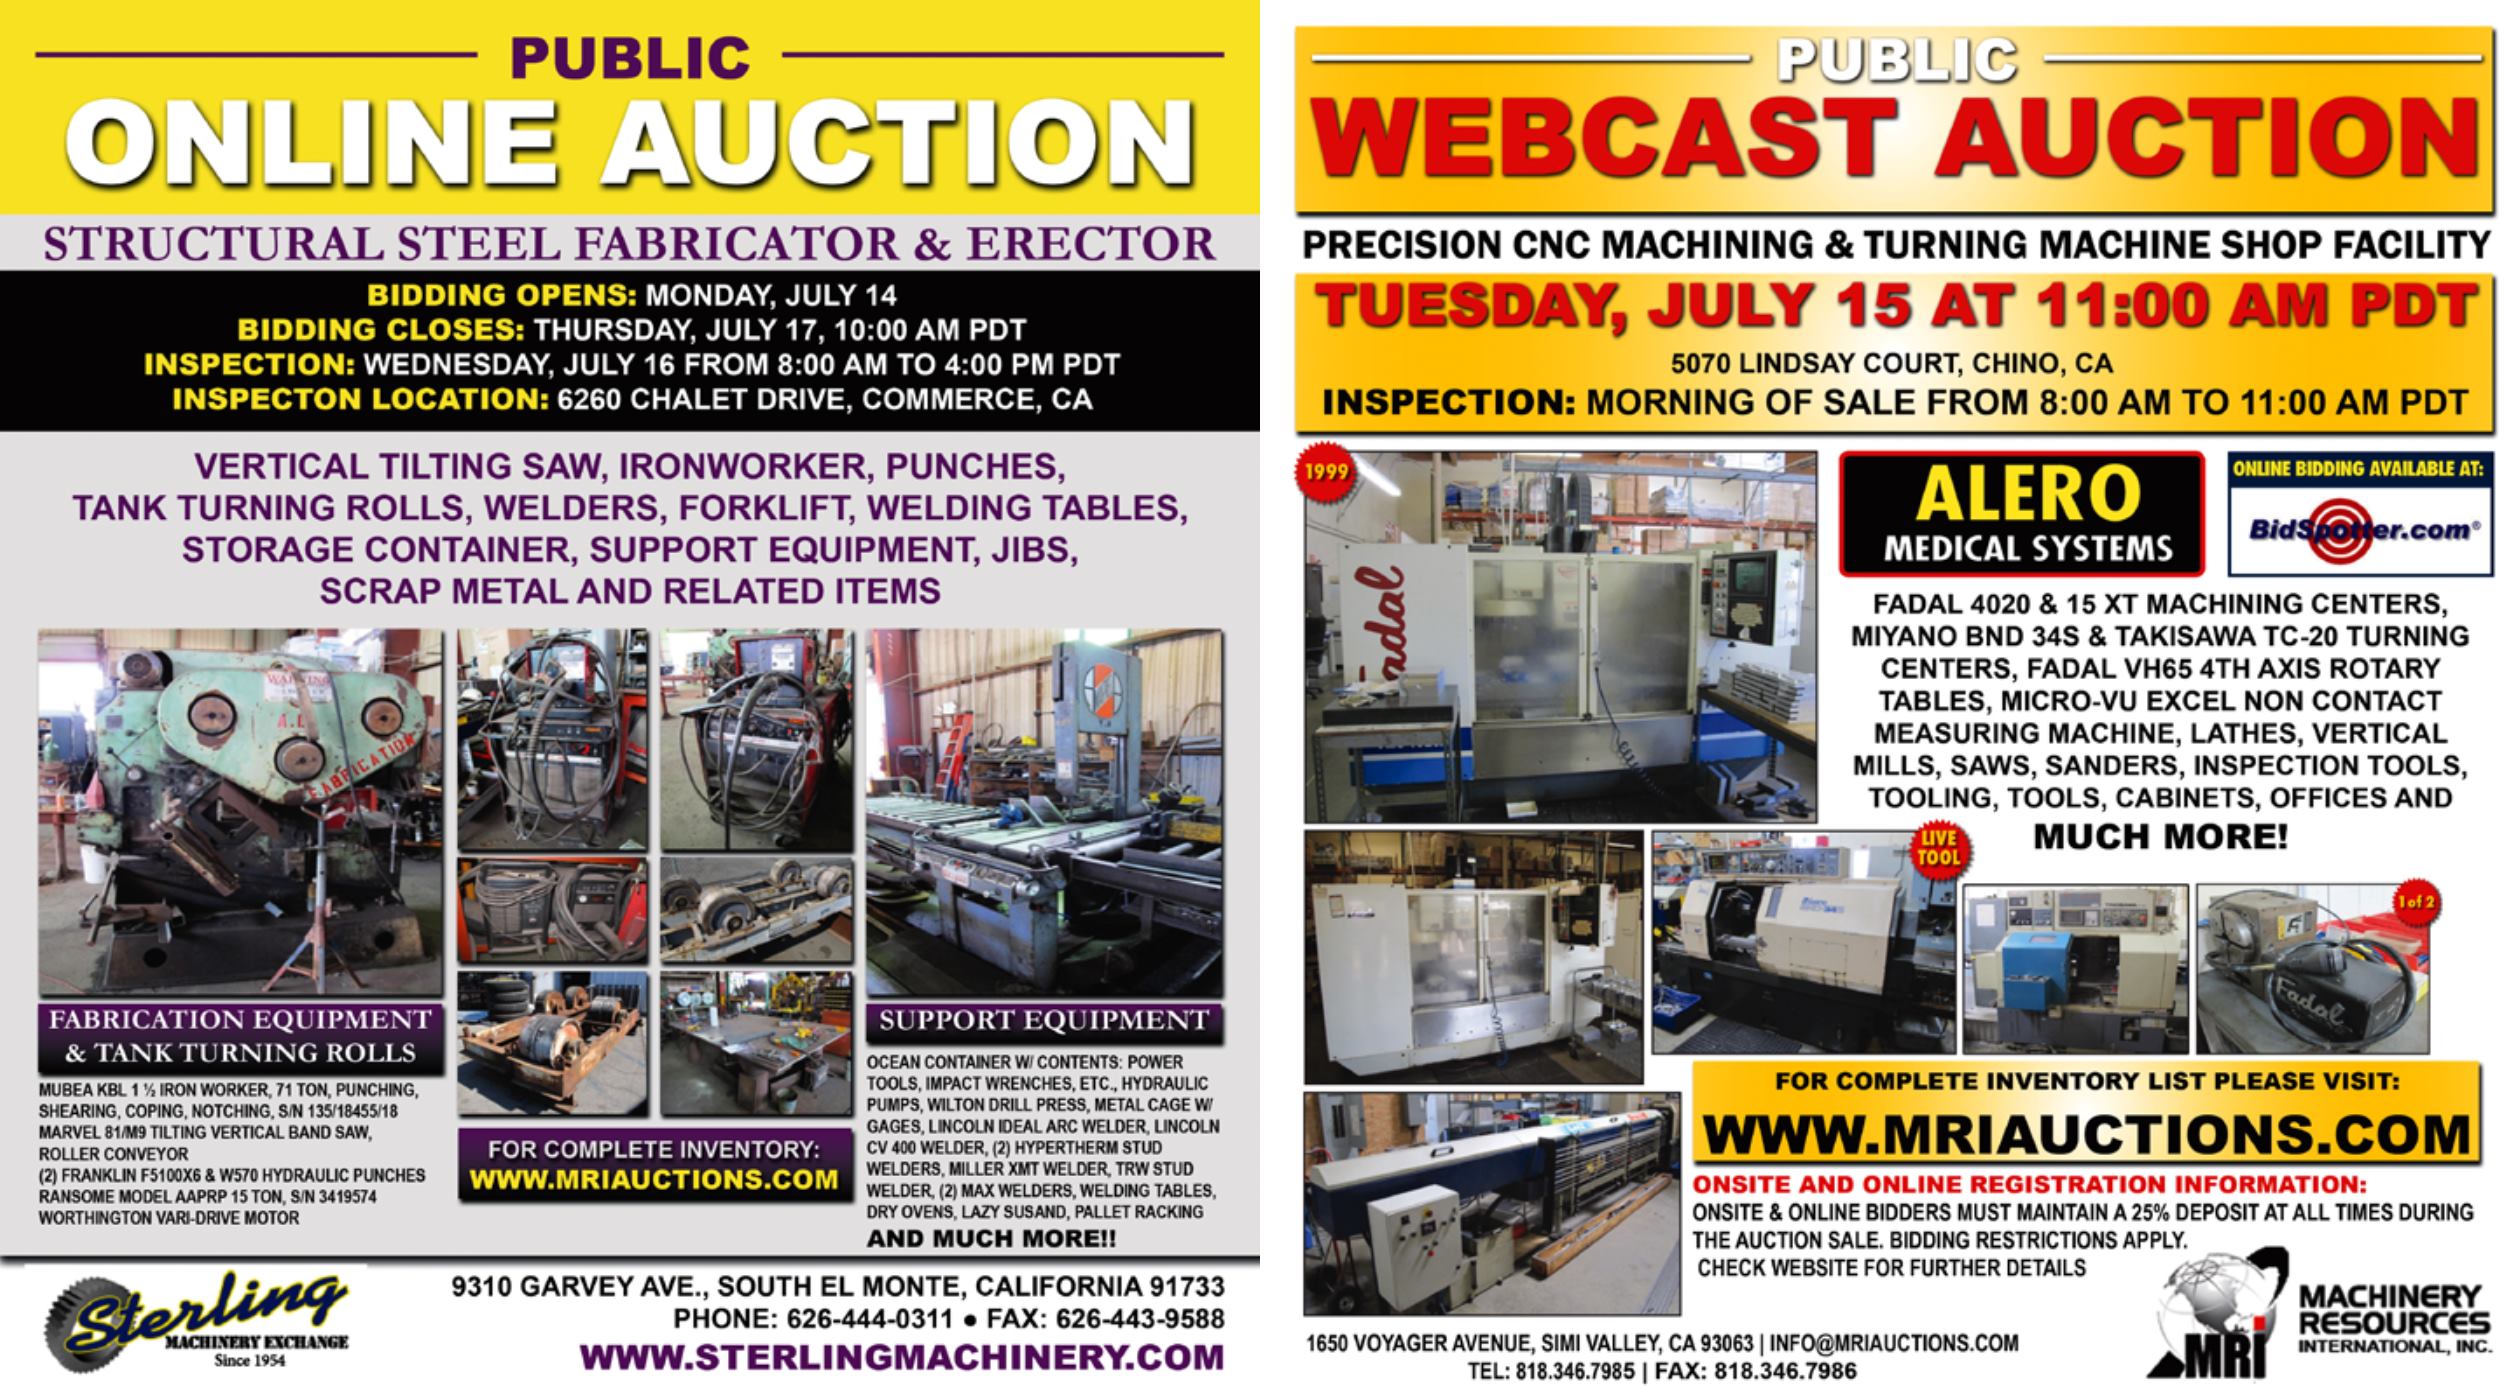 PUBLIC
ONLINE AUCTION
STRUCTURAL STEEL FABRICATOR & ERECTOR
BIDDING OPENS: MONDAY, JULY 14
BIDDING CLOSES: THURSDAY, JULY 17, 10:00 AM PDT
INSPECTION: WEDNESDAY, JULY 16 FROM 8:00 AM TO 4:00 PM PDT
INSPECTON LOCATION: 6260 CHALET DRIVE, COMMERCE, CA
VERTICAL TILTING SAW, IRONWORKER, PUNCHES,
TANK TURNING ROLLS, WELDERS, FORKLIFT, WELDING TABLES,
STORAGE CONTAINER, SUPPORT EQUIPMENT, JIBS,
SCRAP METAL AND RELATED ITEMS
WARNING
A.L.
FABRICATION
FABRICATION EQUIPMENT
& TANK TURNING ROLLS
MUBEA KBL 1 ½ IRON WORKER, 71 TON, PUNCHING,
SHEARING, COPING, NOTCHING, S/N 135/18455/18
MARVEL 81/M9 TILTING VERTICAL BAND SAW,
ROLLER CONVEYOR
(2) FRANKLIN F5100X6 & W570 HYDRAULIC PUNCHES
RANSOME MODEL AAPRP 15 TON, S/N 3419574
WORTHINGTON VARI-DRIVE MOTOR
FOR COMPLETE INVENTORY:
WWW.MRIAUCTIONS.COM
SUPPORT EQUIPMENT
OCEAN CONTAINER W/ CONTENTS: POWER
TOOLS, IMPACT WRENCHES, ETC., HYDRAULIC
PUMPS, WILTON DRILL PRESS, METAL CAGE W/
GAGES, LINCOLN IDEAL ARC WELDER, LINCOLN
CV 400 WELDER, (2) HYPERTHERM STUD
WELDERS, MILLER XMT WELDER, TRW STUD
WELDER, (2) MAX WELDERS, WELDING TABLES,
DRY OVENS, LAZY SUSAND, PALLET RACKING
AND MUCH MORE!!
Sterling
MACHINERY EXCHANGE
Since 1954
9310 GARVEY AVE., SOUTH EL MONTE, CALIFORNIA 91733
PHONE: 626-444-0311 • FAX: 626-443-9588
WWW.STERLINGMACHINERY.COM
PUBLIC
WEBCAST AUCTION
PRECISION CNC MACHINING & TURNING MACHINE SHOP FACILITY
TUESDAY, JULY 15 AT 11:00 AM PDT
5070 LINDSAY COURT, CHINO, CA
INSPECTION: MORNING OF SALE FROM 8:00 AM TO 11:00 AM PDT
1999
ALERO
MEDICAL SYSTEMS
ONLINE BIDDING AVAILABLE AT:
BidSpotter.com®
FADAL 4020 & 15 XT MACHINING CENTERS,
MIYANO BND 34S & TAKISAWA TC-20 TURNING
CENTERS, FADAL VH65 4TH AXIS ROTARY
TABLES, MICRO-VU EXCEL NON CONTACT
MEASURING MACHINE, LATHES, VERTICAL
MILLS, SAWS, SANDERS, INSPECTION TOOLS,
TOOLING, TOOLS, CABINETS, OFFICES AND
MUCH MORE!
LIVE
TOOL
1 of 2
Fadal
FOR COMPLETE INVENTORY LIST PLEASE VISIT:
WWW.MRIAUCTIONS.COM
ONSITE AND ONLINE REGISTRATION INFORMATION:
ONSITE & ONLINE BIDDERS MUST MAINTAIN A 25% DEPOSIT AT ALL TIMES DURING
THE AUCTION SALE. BIDDING RESTRICTIONS APPLY.
CHECK WEBSITE FOR FURTHER DETAILS
1650 VOYAGER AVENUE, SIMI VALLEY, CA 93063 | INFO@MRIAUCTIONS.COM
TEL: 818.346.7985 | FAX: 818.346.7986
MRI
MACHINERY
RESOURCES
INTERNATIONAL, INC.